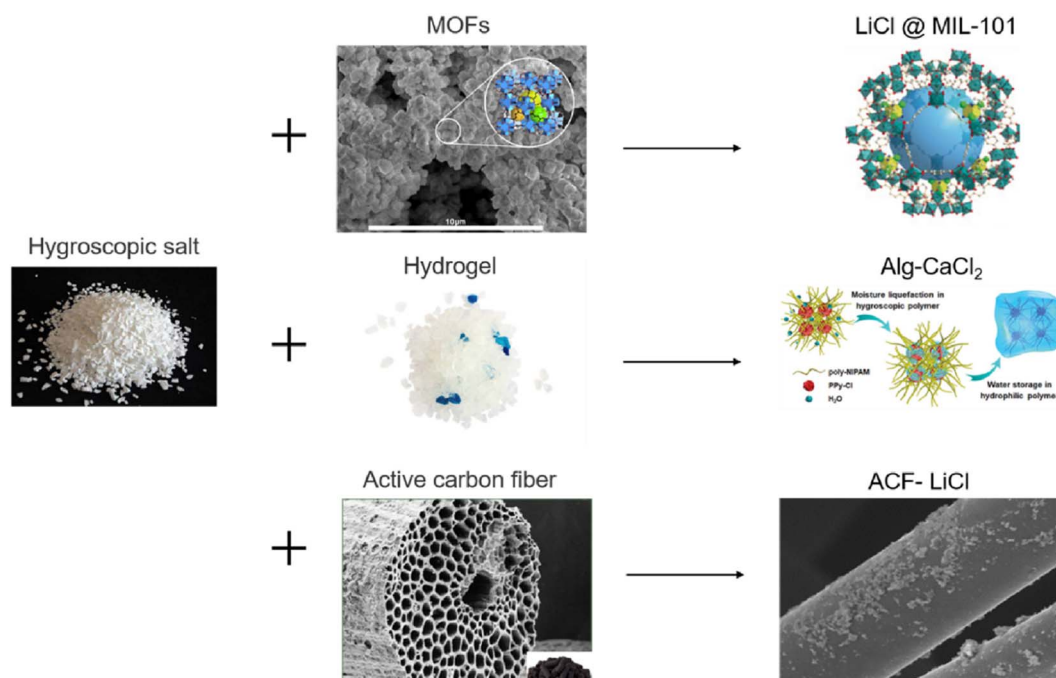 MOFs
LiCl @ MIL-101
10μm
Hygroscopic salt
Hydrogel
Alg-CaCl₂
Moisture liquefaction in
hygroscopic polymer
poly-NIPAM
PPy-Cl
H₂O
Water storage in
hydrophilic polyme
Active carbon fiber
ACF- LiCl